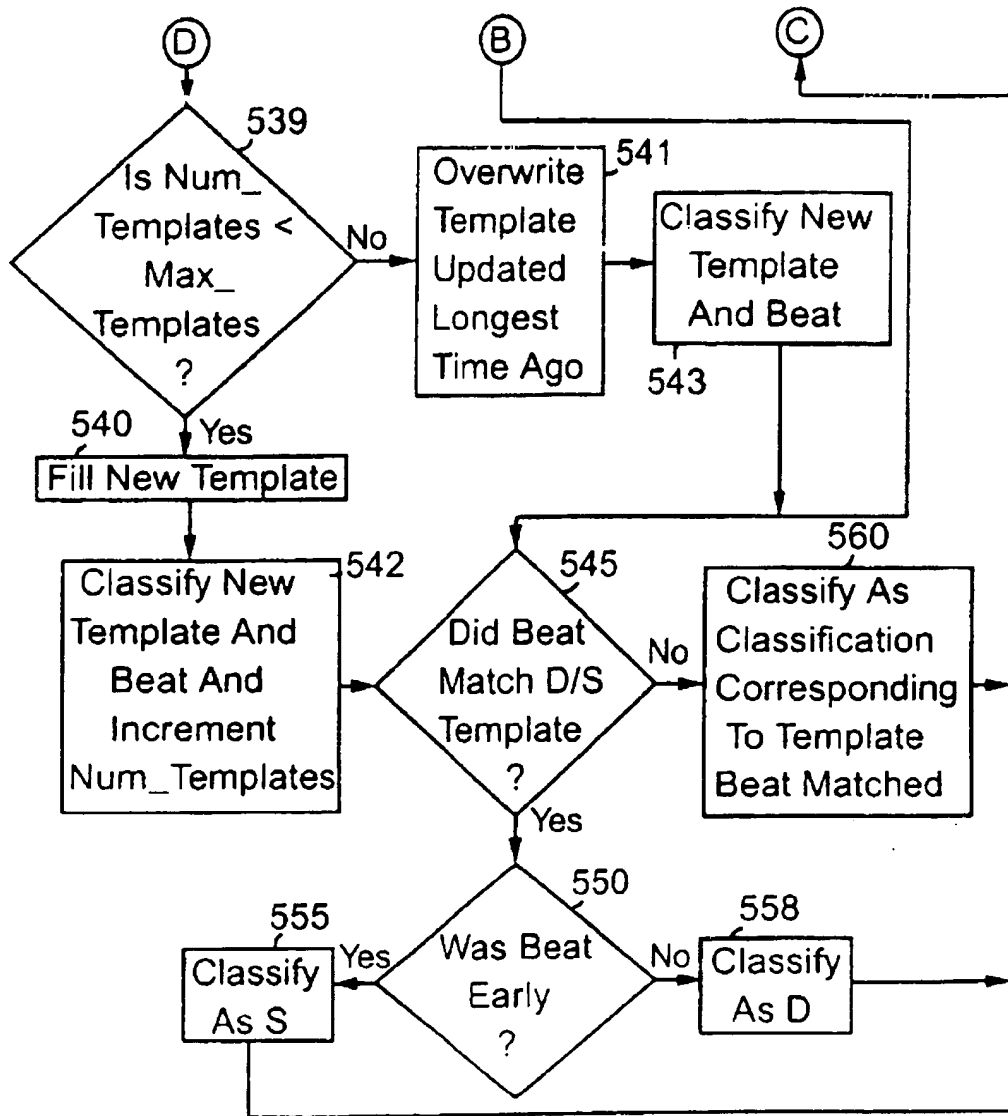 D
B
C
539
Is Num_
Templates <
Max_
Templates
?
No
Yes
541
Overwrite
Template
Updated
Longest
Time Ago
Classify New
Template
And Beat
543
540
Fill New Template
542
Classify New
Template And
Beat And
Increment
Num_Templates
545
Did Beat
Match D/S
Template
?
No
Yes
560
Classify As
Classification
Corresponding
To Template
Beat Matched
550
Was Beat
Early
?
Yes
No
555
Classify
As S
558
Classify
As D